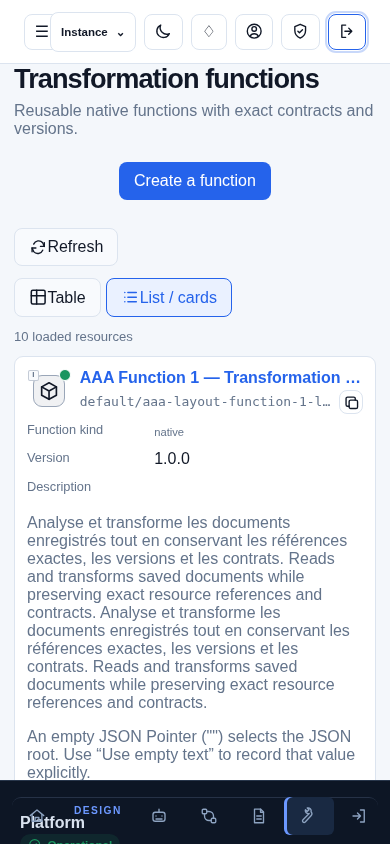 Instance
Transformation functions
Reusable native functions with exact contracts and
versions.
Create a function
Refresh
Table
List / cards
10 loaded resources
AAA Function 1 — Transformation …
default/aaa-layout-function-1-l…
Function kind
native
Version
1.0.0
Description
Analyse et transforme les documents
enregistrés tout en conservant les références
exactes, les versions et les contrats. Reads
and transforms saved documents while
preserving exact resource references and
contracts. Analyse et transforme les
documents enregistrés tout en conservant les
références exactes, les versions et les
contrats. Reads and transforms saved
documents while preserving exact resource
references and contracts.
An empty JSON Pointer ("") selects the JSON
root. Use “Use empty text” to record that value
explicitly.
DESIGN
Platform
Operational